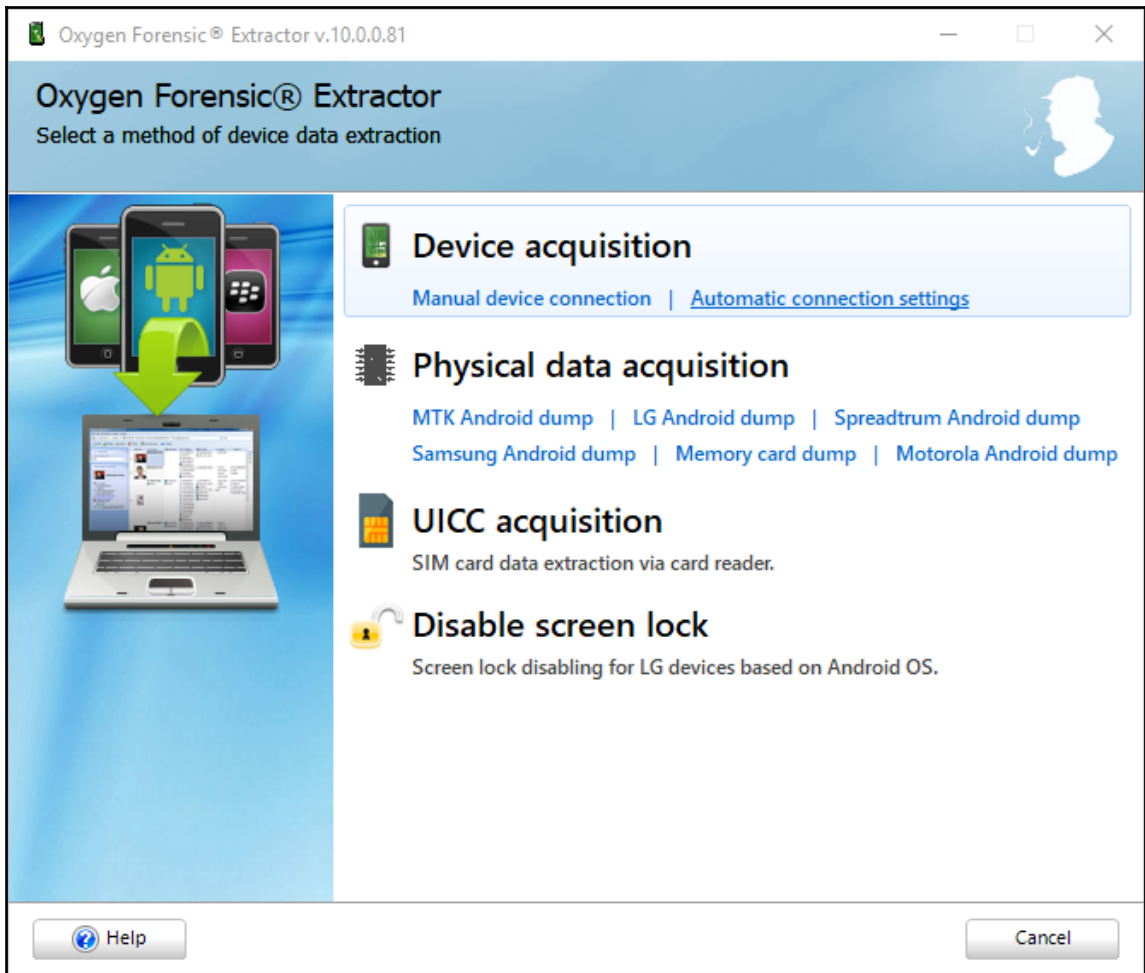 Oxygen Forensic® Extractor v.10.0.0.81
Oxygen Forensic® Extractor
Select a method of device data extraction
Device acquisition
Manual device connection | Automatic connection settings
Physical data acquisition
MTK Android dump | LG Android dump | Spreadtrum Android dump
Samsung Android dump | Memory card dump | Motorola Android dump
UICC acquisition
SIM card data extraction via card reader.
Disable screen lock
Screen lock disabling for LG devices based on Android OS.
Help
Cancel